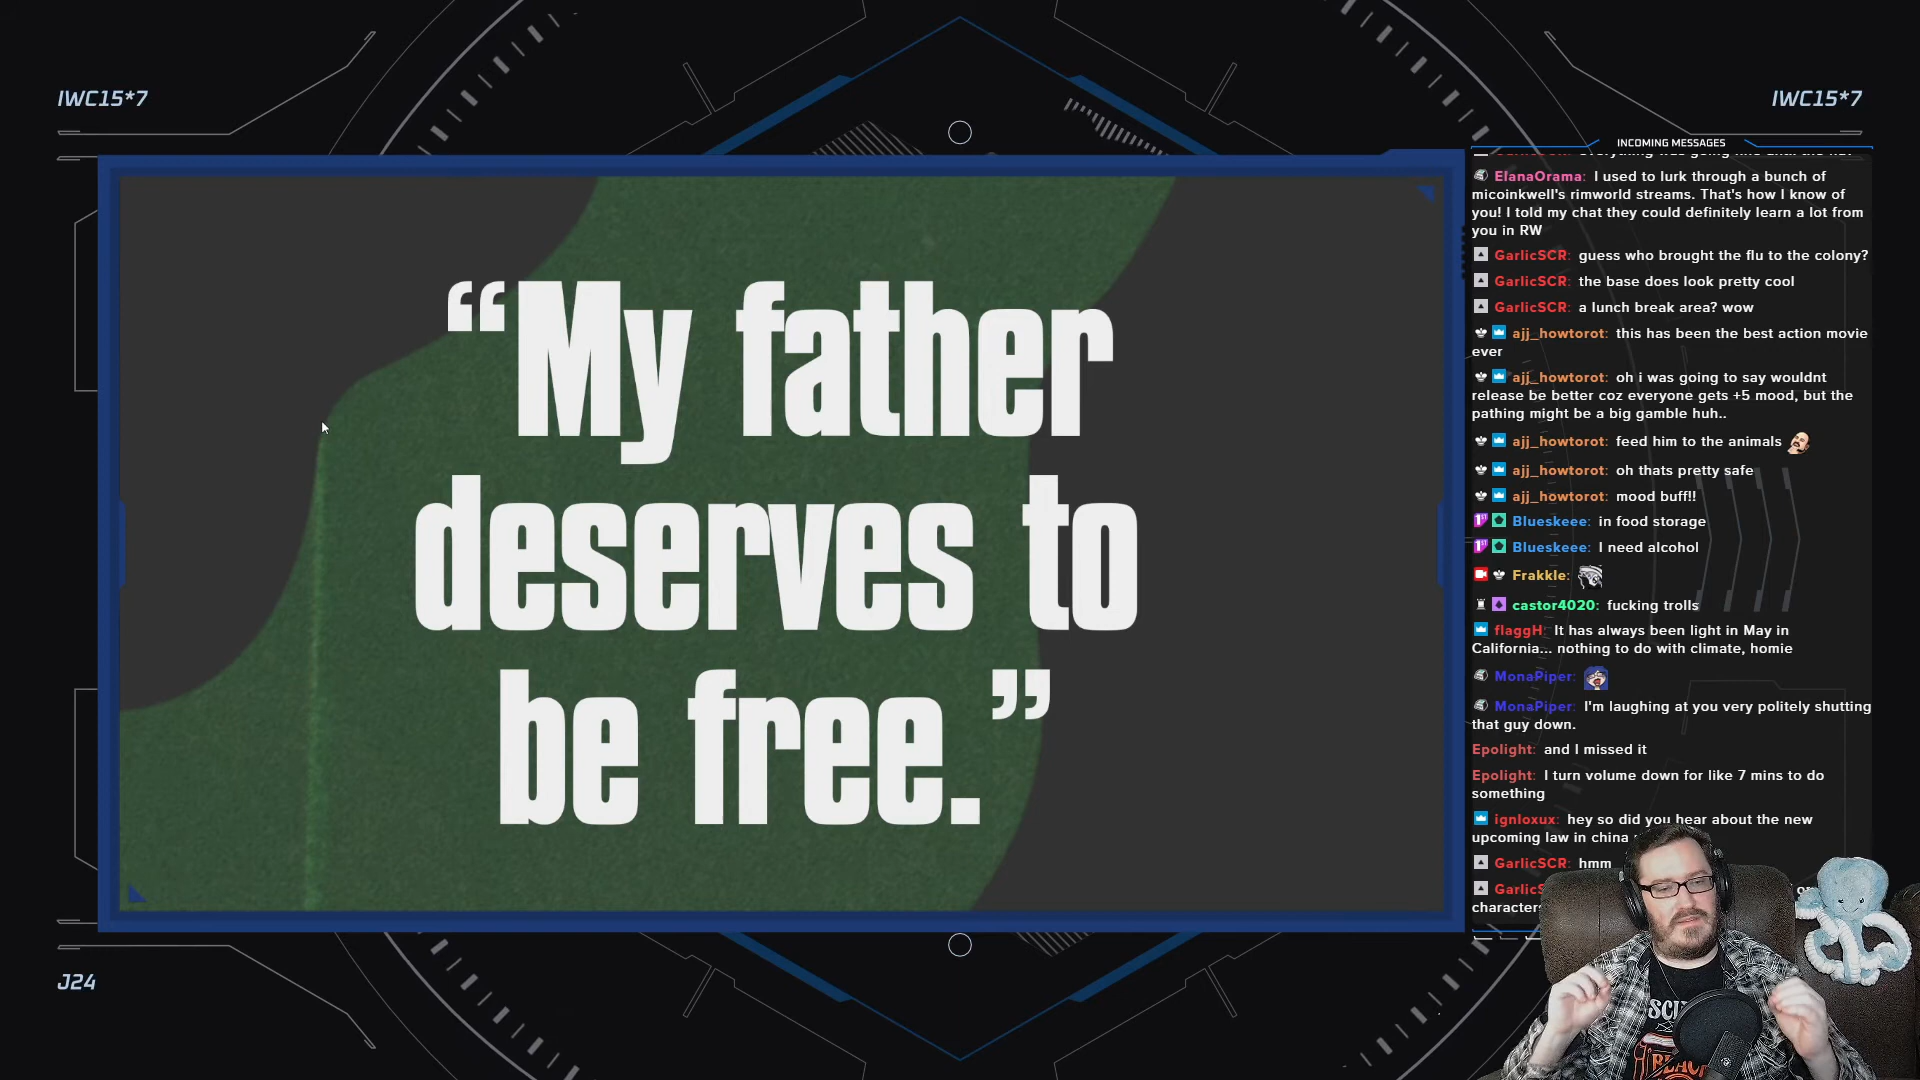 IWC15*7
IWC15*7
INCOMING MESSAGES
“My father
deserves to
be free.”
ElanaOrama: I used to lurk through a bunch of
micoinkwell's rimworld streams. That's how I know of
you! I told my chat they could definitely learn a lot from
you in RW
GarlicSCR: guess who brought the flu to the colony?
GarlicSCR: the base does look pretty cool
GarlicSCR: a lunch break area? wow
ajj_howtorot: this has been the best action movie
ever
ajj_howtorot: oh i was going to say wouldnt
release be better coz everyone gets +5 mood, but the
pathing might be a big gamble huh..
ajj_howtorot: feed him to the animals
ajj_howtorot: oh thats pretty safe
ajj_howtorot: mood buff!!
Blueskeee: in food storage
Blueskeee: I need alcohol
Frakkle:
castor4020: fucking trolls
flaggH: It has always been light in May in
California... nothing to do with climate, homie
MonaPiper:
MonaPiper: I'm laughing at you very politely shutting
that guy down.
Epolight: and I missed it
Epolight: I turn volume down for like 7 mins to do
something
ignloxux: hey so did you hear about the new
upcoming law in china
GarlicSCR: hmm
J24